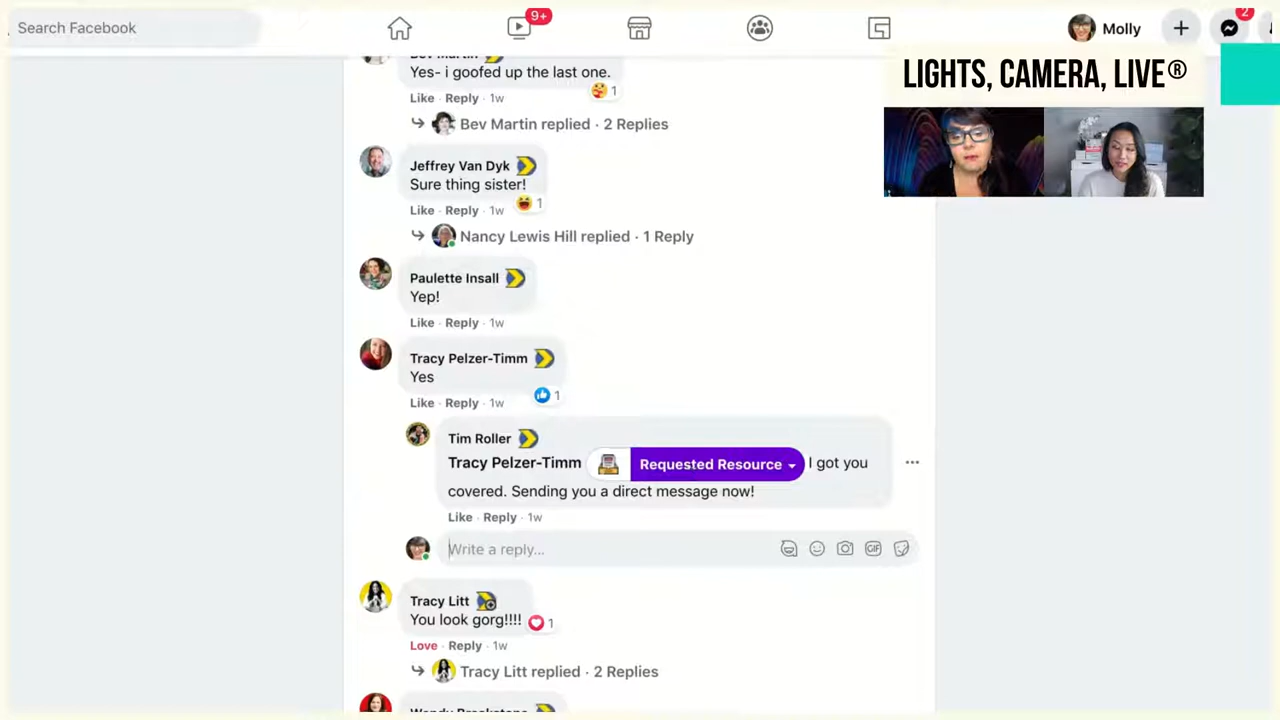 Search Facebook
9+
Molly
2
LIGHTS, CAMERA, LIVE®
Bev Martin
Yes- i goofed up the last one.
1
Like · Reply · 1w
Bev Martin replied · 2 Replies
Jeffrey Van Dyk
Sure thing sister!
1
Like · Reply · 1w
Nancy Lewis Hill replied · 1 Reply
Paulette Insall
Yep!
Like · Reply · 1w
Tracy Pelzer-Timm
Yes
1
Like · Reply · 1w
Tim Roller
Tracy Pelzer-Timm Requested Resource I got you
covered. Sending you a direct message now!
Like · Reply · 1w
Write a reply...
GIF
Tracy Litt
You look gorg!!!!
1
Love · Reply · 1w
Tracy Litt replied · 2 Replies